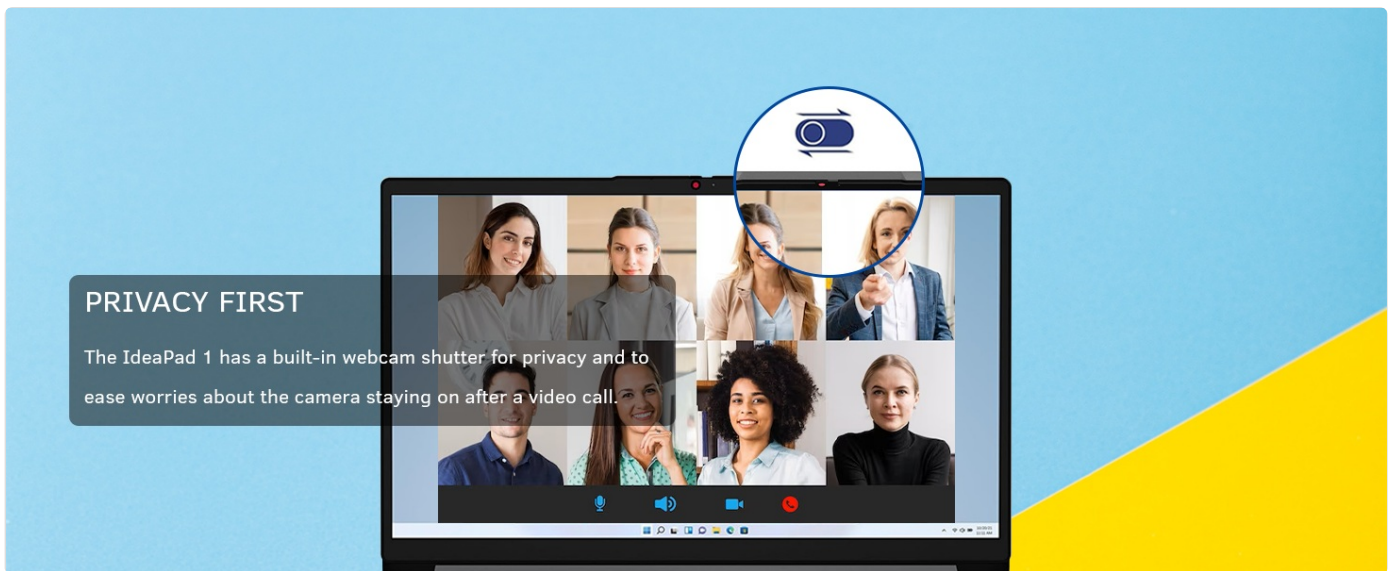 PRIVACY FIRST
The IdeaPad 1 has a built-in webcam shutter for privacy and to
ease worries about the camera staying on after a video call.